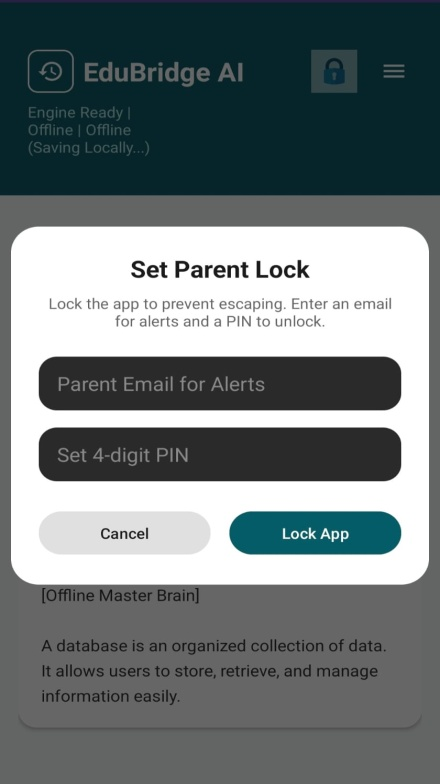 EduBridge AI
Engine Ready |
Offline | Offline
(Saving Locally...)
Set Parent Lock
Lock the app to prevent escaping. Enter an email
for alerts and a PIN to unlock.
Parent Email for Alerts
Set 4-digit PIN
Cancel
Lock App
[Offline Master Brain]
A database is an organized collection of data.
It allows users to store, retrieve, and manage
information easily.